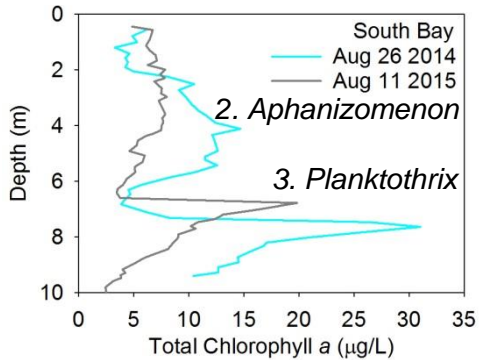 South Bay
Aug 26 2014
Aug 11 2015
2. Aphanizomenon
3. Planktothrix
Depth (m)
0
2
4
6
8
10
0 5 10 15 20 25 30 35
Total Chlorophyll a (µg/L)